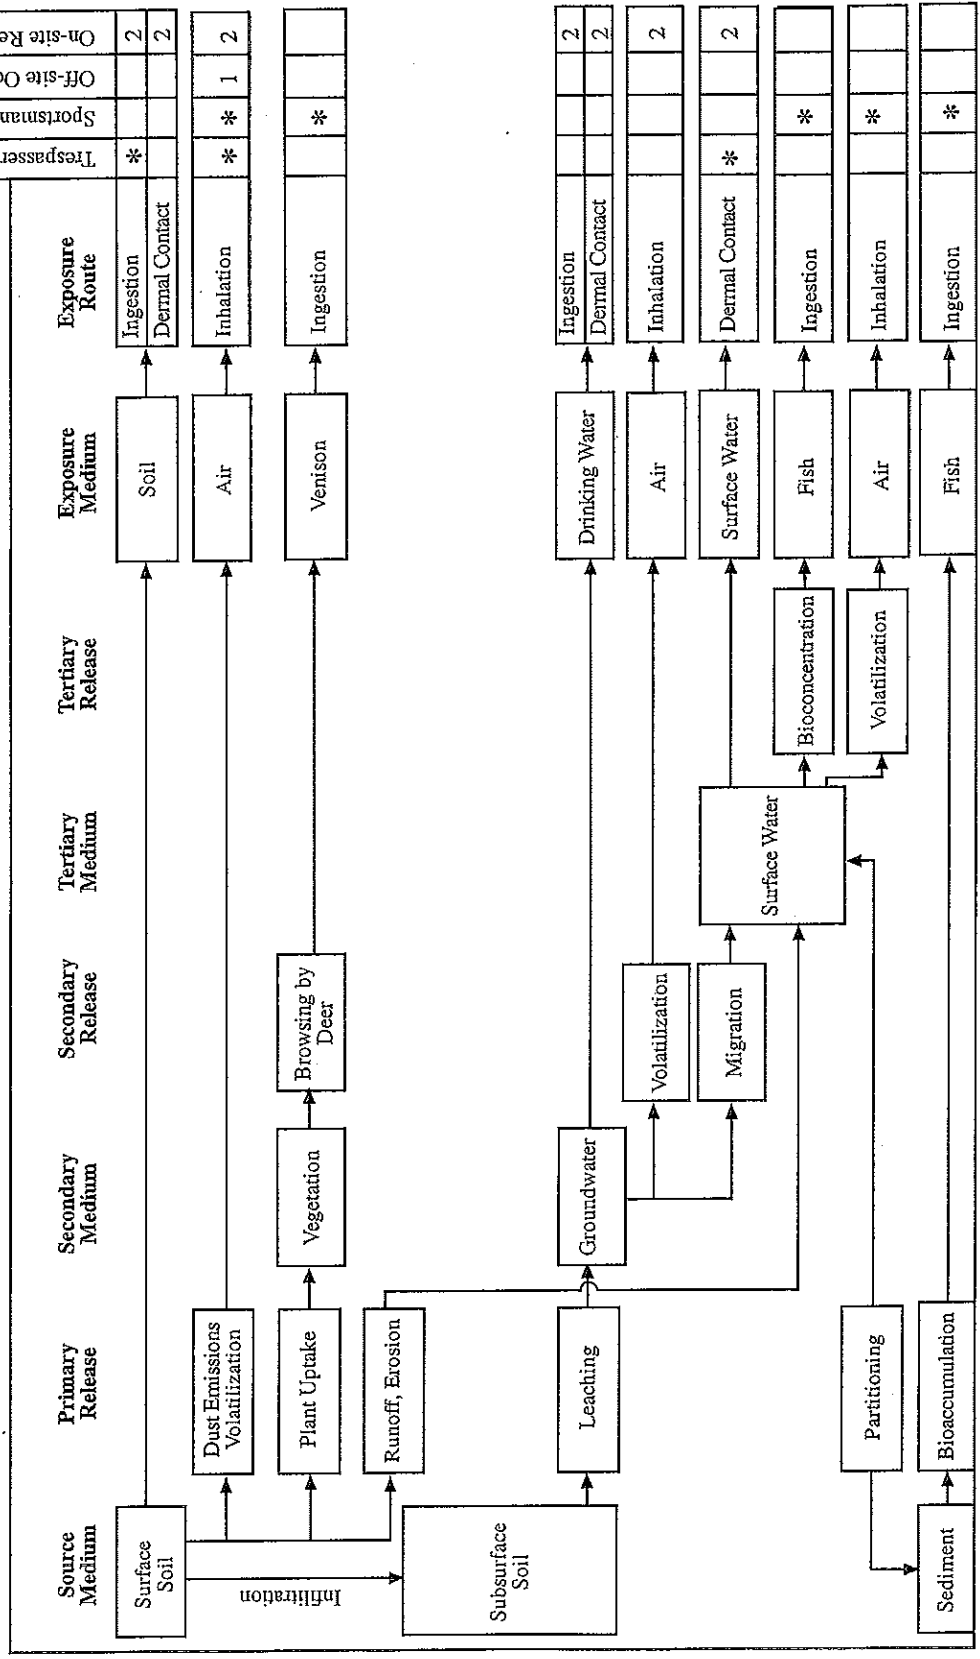 Source
Medium
Primary
Release
Secondary
Medium
Secondary
Release
Tertiary
Medium
Tertiary
Release
Exposure
Medium
Exposure
Route
Trespasser
Sportsman
Off-site
On-site
Surface
Soil
Soil
Ingestion
*
2
Dermal Contact
2
Dust Emissions
Volatilization
Air
Inhalation
*
*
1
2
Plant Uptake
Vegetation
Browsing by
Deer
Venison
Ingestion
*
Runoff, Erosion
Infiltration
Subsurface
Soil
Leaching
Groundwater
Drinking Water
Ingestion
2
Dermal Contact
2
Volatilization
Air
Inhalation
2
Migration
Surface Water
Surface Water
Dermal Contact
*
2
Bioconcentration
Fish
Ingestion
*
Partitioning
Volatilization
Air
Inhalation
*
Sediment
Bioaccumulation
Fish
Ingestion
*